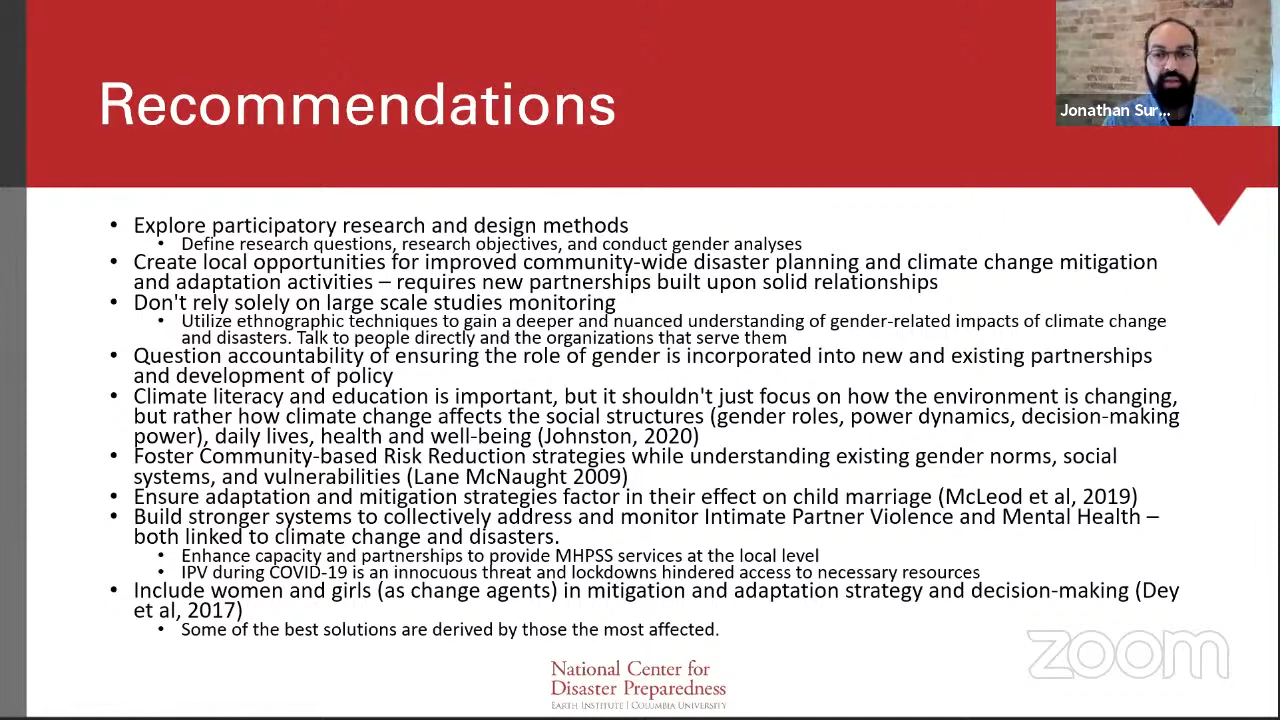 Recommendations
Jonathan Sur...
• Explore participatory research and design methods
• Define research questions, research objectives, and conduct gender analyses
• Create local opportunities for improved community-wide disaster planning and climate change mitigation
and adaptation activities – requires new partnerships built upon solid relationships
• Don't rely solely on large scale studies monitoring
• Utilize ethnographic techniques to gain a deeper and nuanced understanding of gender-related impacts of climate change
and disasters. Talk to people directly and the organizations that serve them
• Question accountability of ensuring the role of gender is incorporated into new and existing partnerships
and development of policy
• Climate literacy and education is important, but it shouldn't just focus on how the environment is changing,
but rather how climate change affects the social structures (gender roles, power dynamics, decision-making
power), daily lives, health and well-being (Johnston, 2020)
• Foster Community-based Risk Reduction strategies while understanding existing gender norms, social
systems, and vulnerabilities (Lane McNaught 2009)
• Ensure adaptation and mitigation strategies factor in their effect on child marriage (McLeod et al, 2019)
• Build stronger systems to collectively address and monitor Intimate Partner Violence and Mental Health –
both linked to climate change and disasters.
• Enhance capacity and partnerships to provide MHPSS services at the local level
• IPV during COVID-19 is an innocuous threat and lockdowns hindered access to necessary resources
• Include women and girls (as change agents) in mitigation and adaptation strategy and decision-making (Dey
et al, 2017)
• Some of the best solutions are derived by those the most affected.
zoom
National Center for
Disaster Preparedness
EARTH INSTITUTE | COLUMBIA UNIVERSITY